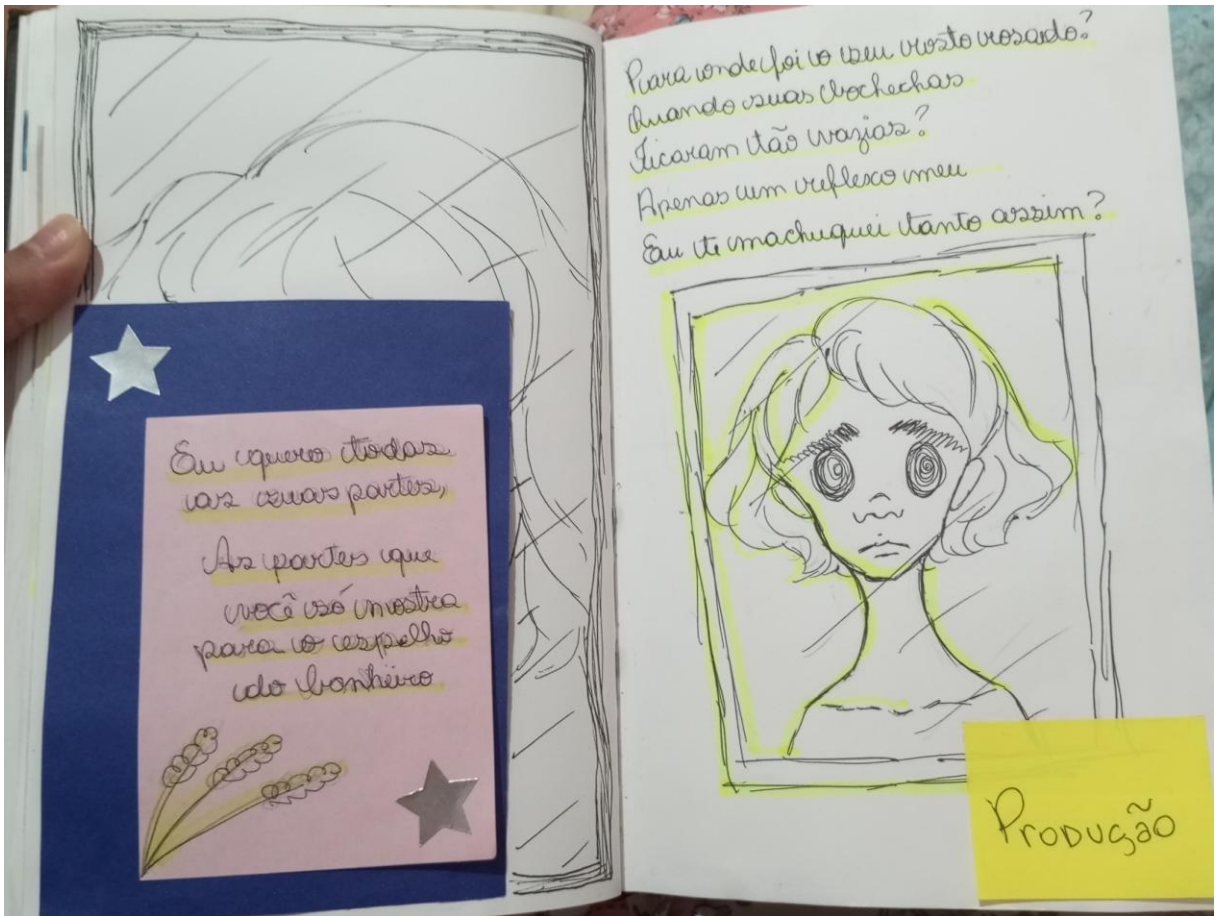 Eu quero todas
as suas partes,
As partes que
você só mostra
para o espelho
do banheiro
Para onde foi o seu rosto rosado?
Quando suas bochechas
Ficaram tão vazias?
Apenas um reflexo meu
Eu te machuquei tanto assim?
Produção